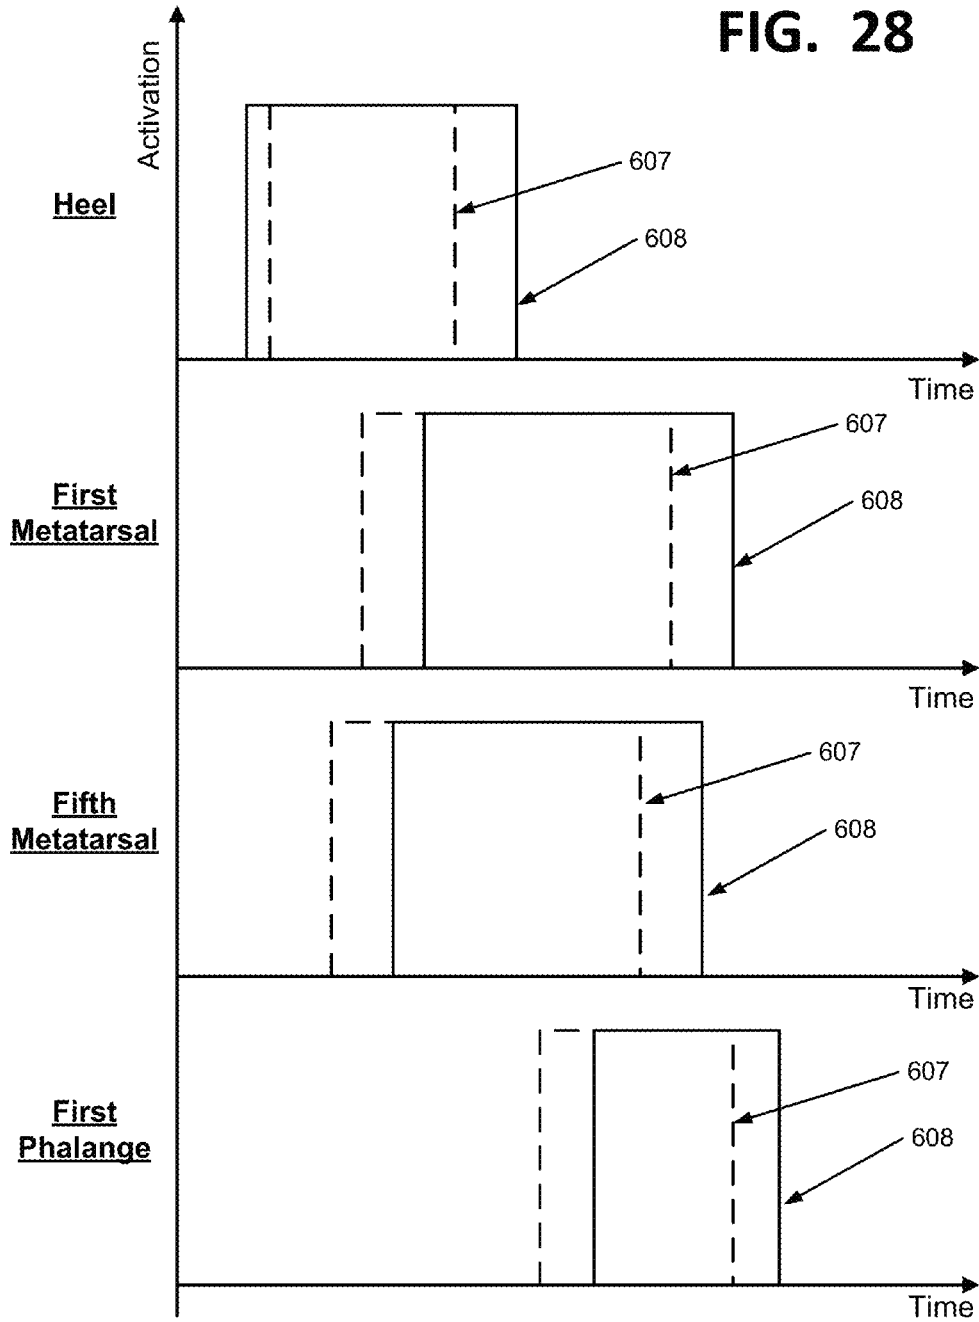 FIG. 28
Activation
Heel
607
608
Time
First
Metatarsal
607
608
Time
Fifth
Metatarsal
607
608
Time
First
Phalange
607
608
Time